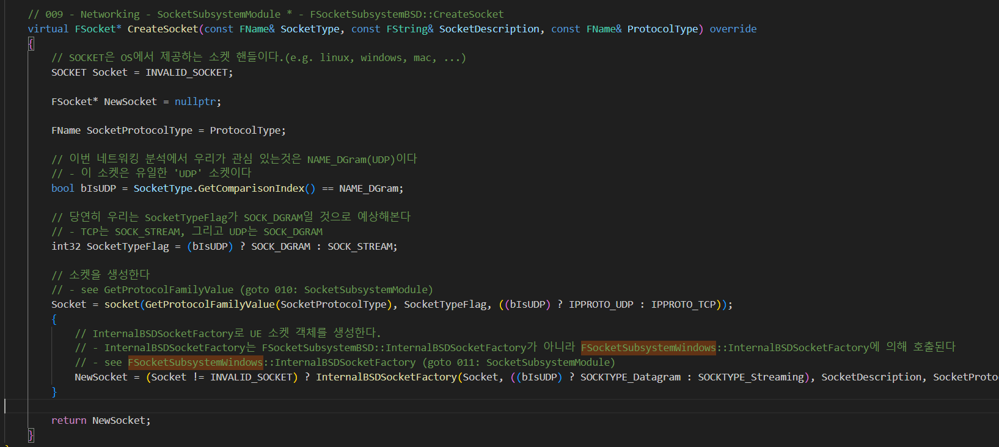 // 009 - Networking - SocketSubsystemModule * - FSocketSubsystemBSD::CreateSocket
virtual FSocket* CreateSocket(const FName& SocketType, const FString& SocketDescription, const FName& ProtocolType) override
{
// SOCKET은 OS에서 제공하는 소켓 핸들이다.(e.g. linux, windows, mac, ...)
SOCKET Socket = INVALID_SOCKET;
FSocket* NewSocket = nullptr;
FName SocketProtocolType = ProtocolType;
// 이번 네트워킹 분석에서 우리가 관심 있는것은 NAME_DGram(UDP)이다
// - 이 소켓은 유일한 'UDP' 소켓이다
bool bIsUDP = SocketType.GetComparisonIndex() == NAME_DGram;
// 당연히 우리는 SocketTypeFlag가 SOCK_DGRAM일 것으로 예상해본다
// - TCP는 SOCK_STREAM, 그리고 UDP는 SOCK_DGRAM
int32 SocketTypeFlag = (bIsUDP) ? SOCK_DGRAM : SOCK_STREAM;
// 소켓을 생성한다
// - see GetProtocolFamilyValue (goto 010: SocketSubsystemModule)
Socket = socket(GetProtocolFamilyValue(SocketProtocolType), SocketTypeFlag, ((bIsUDP) ? IPPROTO_UDP : IPPROTO_TCP));
{
// InternalBSDSocketFactory로 UE 소켓 객체를 생성한다.
// - InternalBSDSocketFactory는 FSocketSubsystemBSD::InternalBSDSocketFactory가 아니라 FSocketSubsystemWindows::InternalBSDSocketFactory에 의해 호출된다
// - see FSocketSubsystemWindows::InternalBSDSocketFactory (goto 011: SocketSubsystemModule)
NewSocket = (Socket != INVALID_SOCKET) ? InternalBSDSocketFactory(Socket, ((bIsUDP) ? SOCKTYPE_Datagram : SOCKTYPE_Streaming), SocketDescription, SocketProto
}
return NewSocket;
}